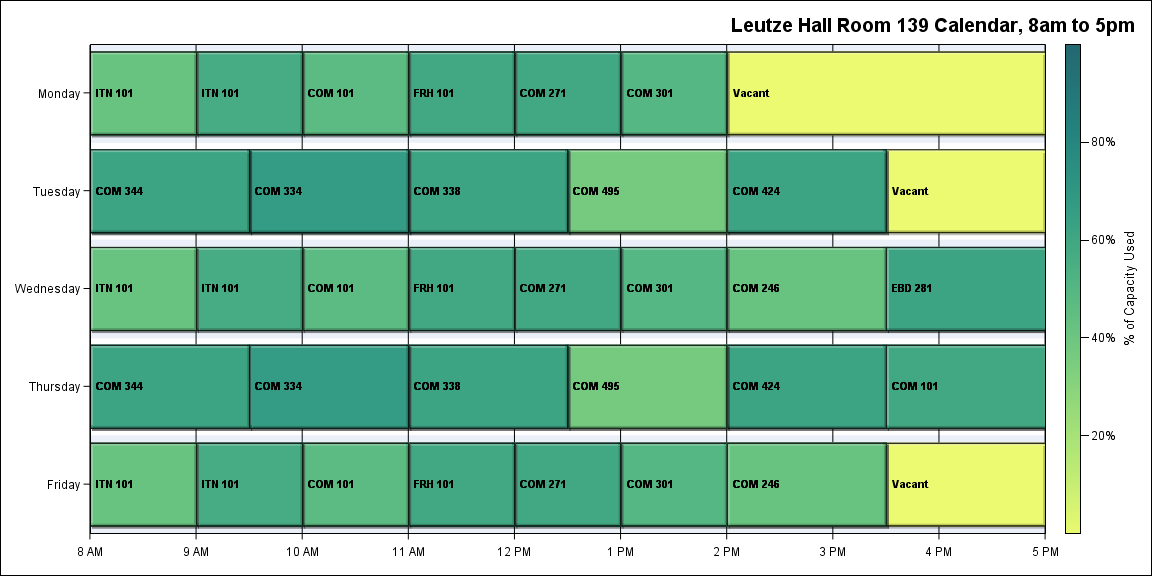 Leutze Hall Room 139 Calendar, 8am to 5pm
Monday
ITN 101
ITN 101
COM 101
FRH 101
COM 271
COM 301
Vacant
Tuesday
COM 344
COM 334
COM 338
COM 495
COM 424
Vacant
Wednesday
ITN 101
ITN 101
COM 101
FRH 101
COM 271
COM 301
COM 246
EBD 281
Thursday
COM 344
COM 334
COM 338
COM 495
COM 424
COM 101
Friday
ITN 101
ITN 101
COM 101
FRH 101
COM 271
COM 301
COM 246
Vacant
8 AM
9 AM
10 AM
11 AM
12 PM
1 PM
2 PM
3 PM
4 PM
5 PM
80%
60%
40%
20%
% of Capacity Used